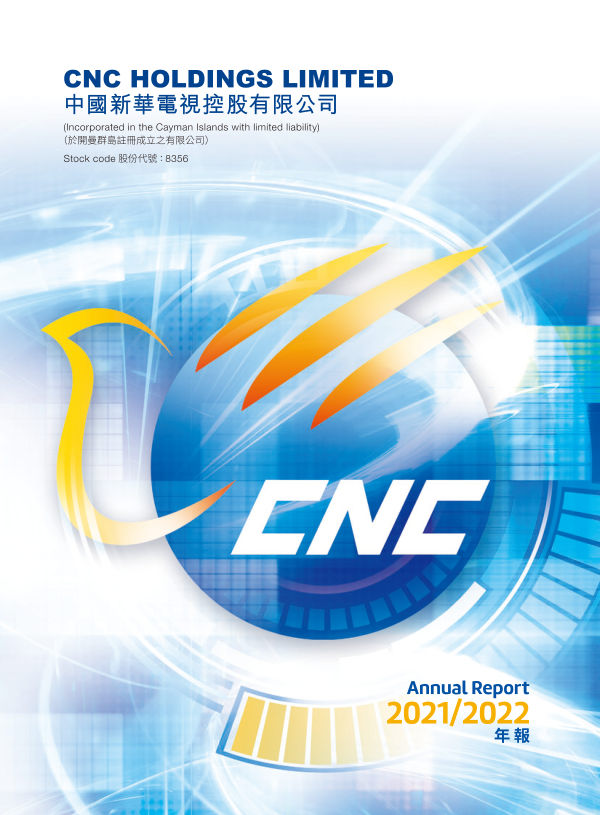 CNC HOLDINGS LIMITED
中國新華電視控股有限公司
(Incorporated in the Cayman Islands with limited liability)
(於開曼群島註冊成立之有限公司)
Stock code 股份代號：8356
CNC
Annual Report
2021/2022
年報